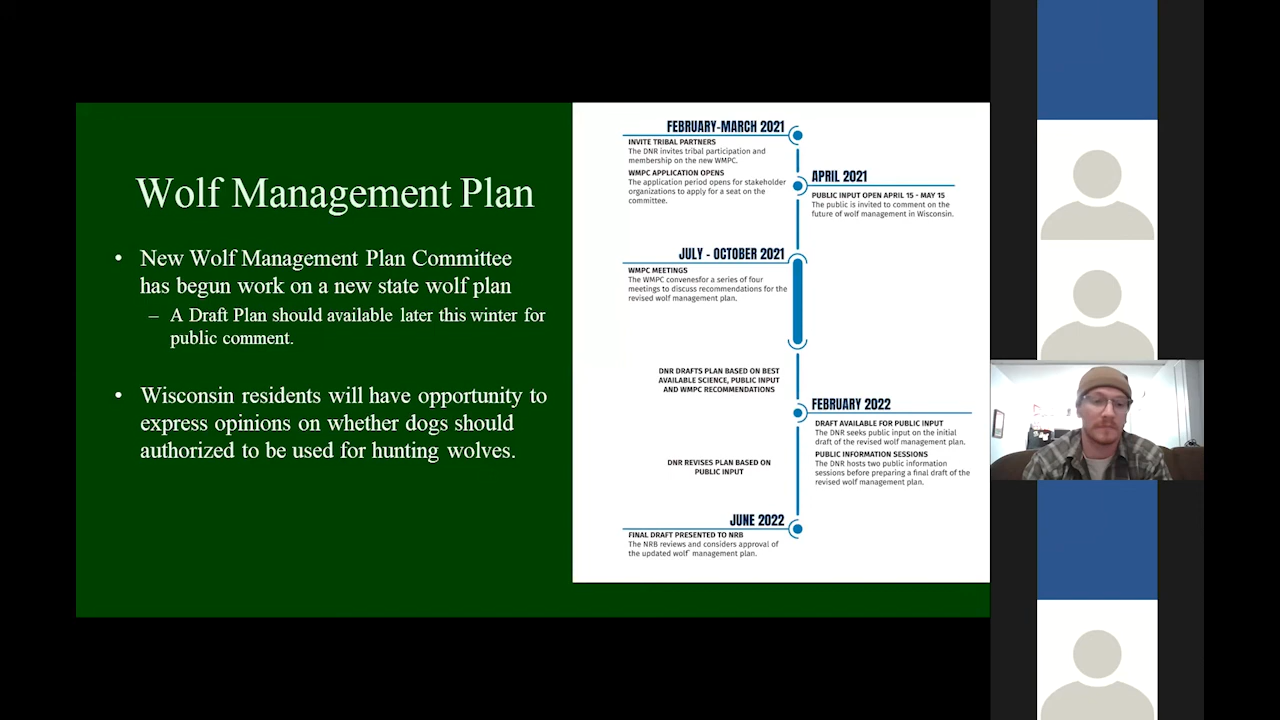 Wolf Management Plan
• New Wolf Management Plan Committee
has begun work on a new state wolf plan
– A Draft Plan should available later this winter for
public comment.
• Wisconsin residents will have opportunity to
express opinions on whether dogs should
authorized to be used for hunting wolves.
FEBRUARY-MARCH 2021
INVITE TRIBAL PARTNERS
The DNR invites tribal participation and
membership on the new WMPC.
WMPC APPLICATION OPENS
The application period opens for stakeholder
organizations to apply for a seat on the
committee.
APRIL 2021
PUBLIC INPUT OPEN APRIL 15 - MAY 15
The public is invited to comment on the
future of wolf management in Wisconsin.
JULY - OCTOBER 2021
WMPC MEETINGS
The WMPC convenesfor a series of four
meetings to discuss recommendations for the
revised wolf management plan.
DNR DRAFTS PLAN BASED ON BEST
AVAILABLE SCIENCE, PUBLIC INPUT
AND WMPC RECOMMENDATIONS
FEBRUARY 2022
DRAFT AVAILABLE FOR PUBLIC INPUT
The DNR seeks public input on the initial
draft of the revised wolf management plan.
PUBLIC INFORMATION SESSIONS
The DNR hosts two public information
sessions before preparing a final draft of the
revised wolf management plan.
DNR REVISES PLAN BASED ON
PUBLIC INPUT
JUNE 2022
FINAL DRAFT PRESENTED TO NRB
The NRB reviews and considers approval of
the updated wolf management plan.